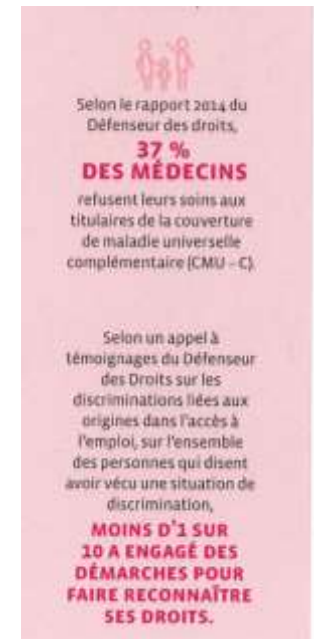 Selon le rapport 2014 du
Défenseur des droits,
37 %
DES MÉDECINS
refusent leurs soins aux
titulaires de la couverture
de maladie universelle
complémentaire (CMU – C).
Selon un appel à
témoignages du Défenseur
des Droits sur les
discriminations liées aux
origines dans l'accès à
l'emploi, sur l'ensemble
des personnes qui disent
avoir vécu une situation de
discrimination,
MOINS D'1 SUR
10 A ENGAGÉ DES
DÉMARCHES POUR
FAIRE RECONNAÎTRE
SES DROITS.